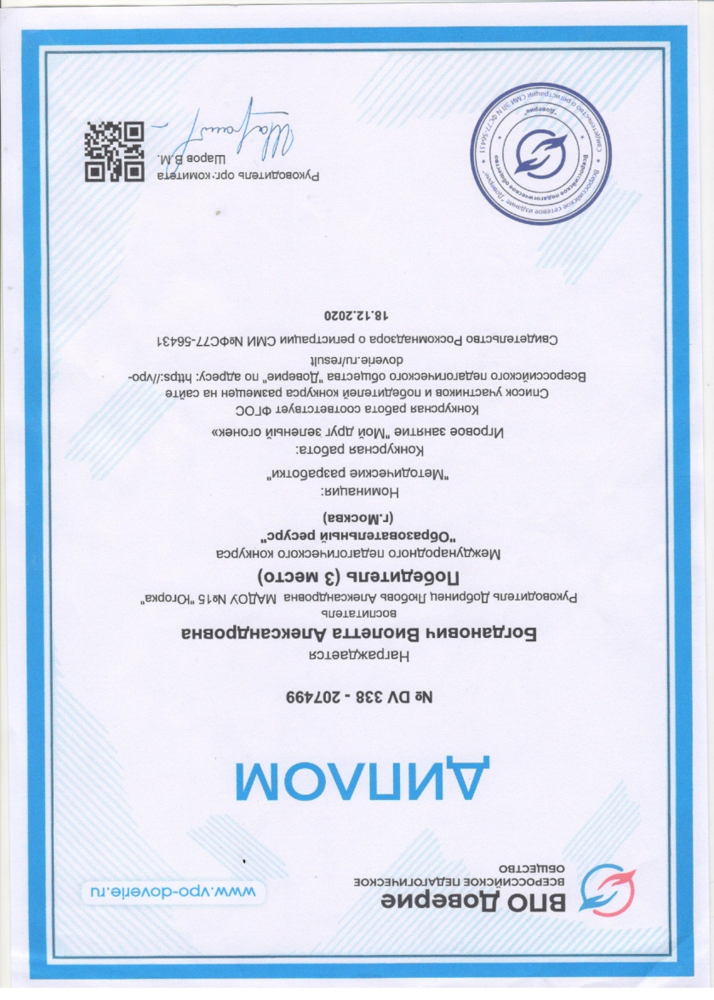 ВПО Доверие
ВСЕРОССИЙСКОЕ ПЕДАГОГИЧЕСКОЕ
ОБЩЕСТВО
www.vpo-doverie.ru
ДИПЛОМ
№ DV 338 - 207499
Награждается
Богданович Виолетта Александровна
воспитатель
Руководитель Добринец Любовь Александровна МАДОУ №15 "Югорка"
Победитель (3 место)
Международного педагогического конкурса
"Образовательный ресурс"
(г.Москва)
Номинация:
"Методические разработки"
Конкурсная работа:
Игровое занятие "Мой друг зеленый огонек»
Конкурсная работа соответствует ФГОС
Список участников и победителей конкурса размещен на сайте
Всероссийского педагогического общества "Доверие" по адресу: https://vpo-
doverie.ru/result
Свидетельство Роскомнадзора о регистрации СМИ №ФС77-56431
18.12.2020
Руководитель орг. комитета
Шаров В.М.
Всероссийское сетевое издание "Доверие"
Свидетельство о регистрации СМИ ЭЛ N ФС77-56431
Всероссийское педагогическое общество
"Доверие"